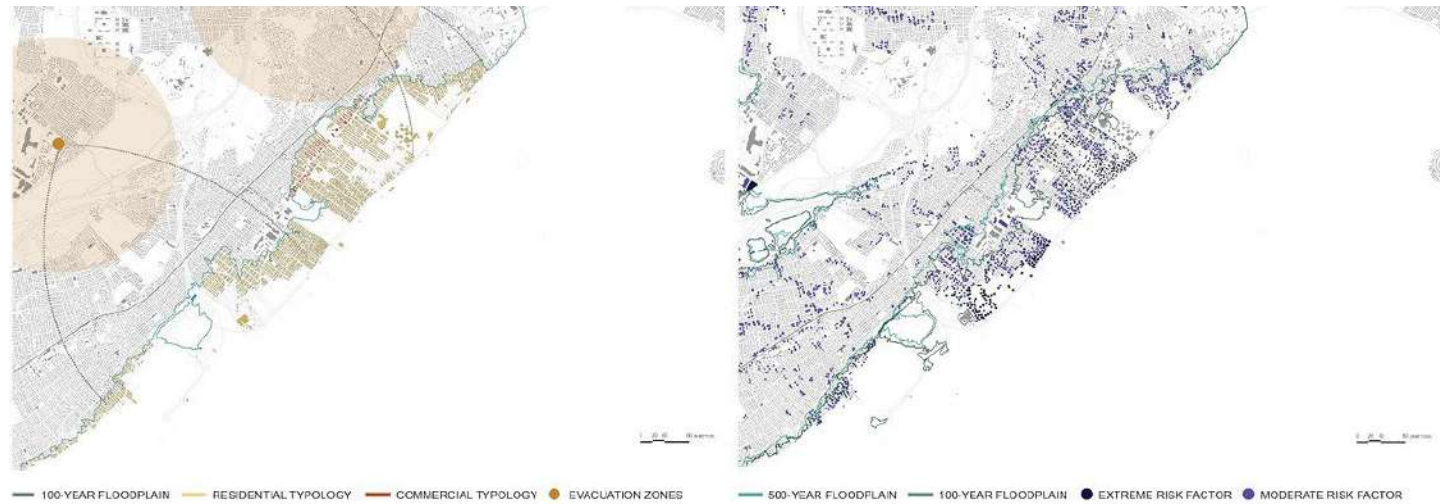 100-YEAR FLOODPLAIN
RESIDENTIAL TYPOLOGY
COMMERCIAL TYPOLOGY
EVACUATION ZONES
500-YEAR FLOODPLAIN
100-YEAR FLOODPLAIN
EXTREME RISK FACTOR
MODERATE RISK FACTOR